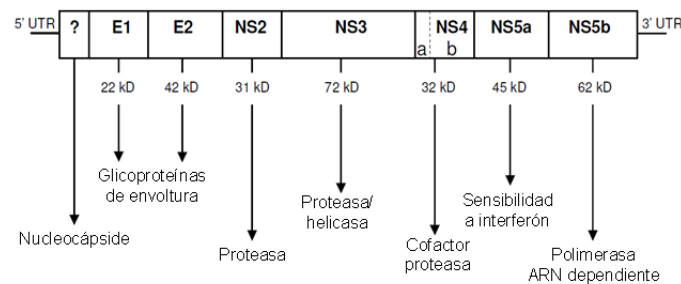 5' UTR ? E1 E2 NS2 NS3 a NS4 b NS5a NS5b 3' UTR
22 kD 42 kD 31 kD 72 kD 32 kD 45 kD 62 kD
Glicoproteínas
de envoltura
Proteasa/
helicasa
Sensibilidad
a interferón
Nucleocápside
Proteasa
Cofactor
proteasa
Polimerasa
ARN dependiente